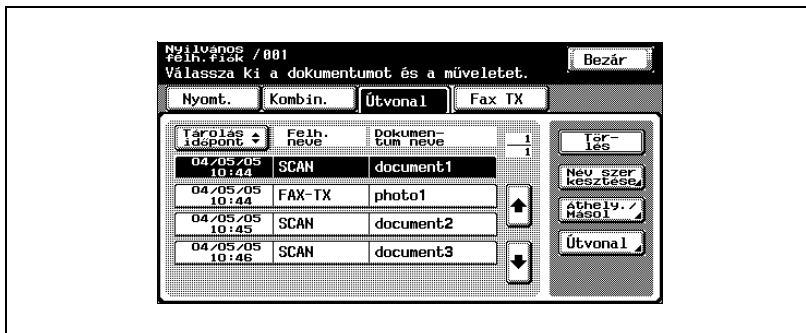 Nyilvános
félh.fiók /001
Válassza ki a dokumentumot és a műveletet.
Bezár
Nyomt. Kombin. Útvonal Fax TX
Tárolás
időpont
Felh.
neve
Dokumen-
tum neve
1
1
04/05/05
10:44
SCAN
document1
04/05/05
10:44
FAX-TX
photo1
04/05/05
10:45
SCAN
document2
04/05/05
10:46
SCAN
document3
Tör-
lés
Név szer
kesztése
Áthely./
Másol
Útvonal